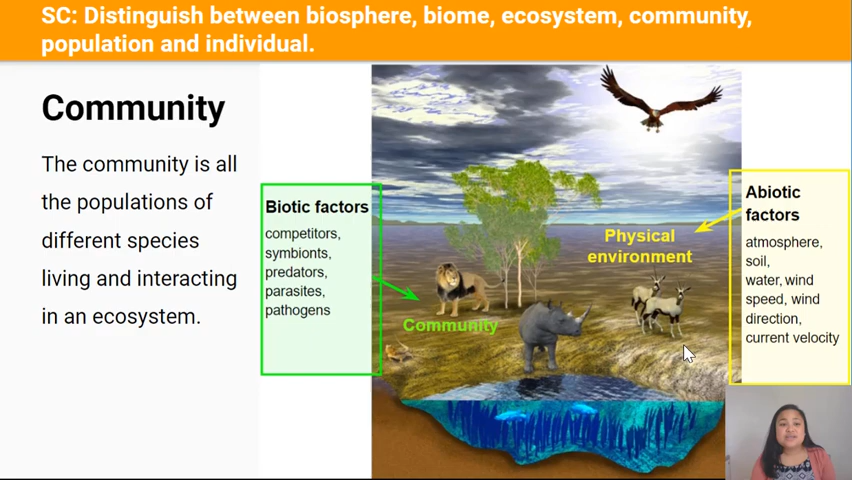 SC: Distinguish between biosphere, biome, ecosystem, community,
population and individual.
Community
The community is all
the populations of
different species
living and interacting
in an ecosystem.
Biotic factors
competitors,
symbionts,
predators,
parasites,
pathogens
Community
Physical
environment
Abiotic
factors
atmosphere,
soil,
water, wind
speed, wind
direction,
current velocity